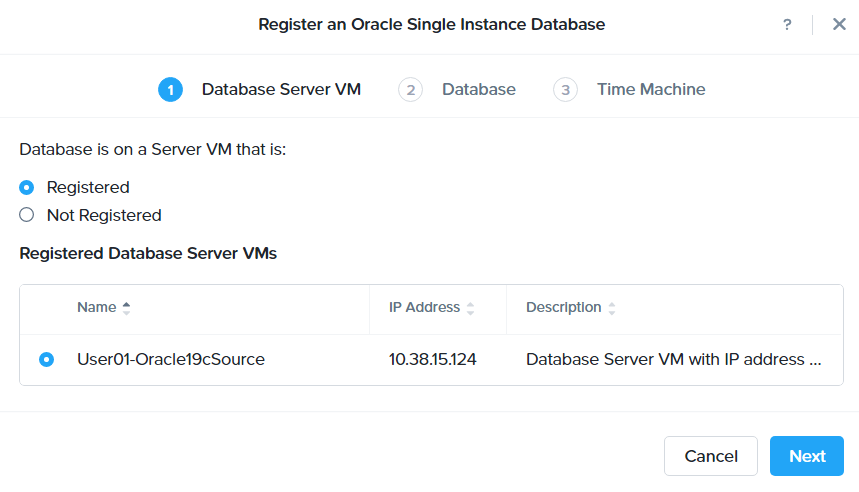 Register an Oracle Single Instance Database ?
1 Database Server VM 2 Database 3 Time Machine
Database is on a Server VM that is:
Registered
Not Registered
Registered Database Server VMs
Name IP Address Description
User01-Oracle19cSource 10.38.15.124 Database Server VM with IP address ...
Cancel Next